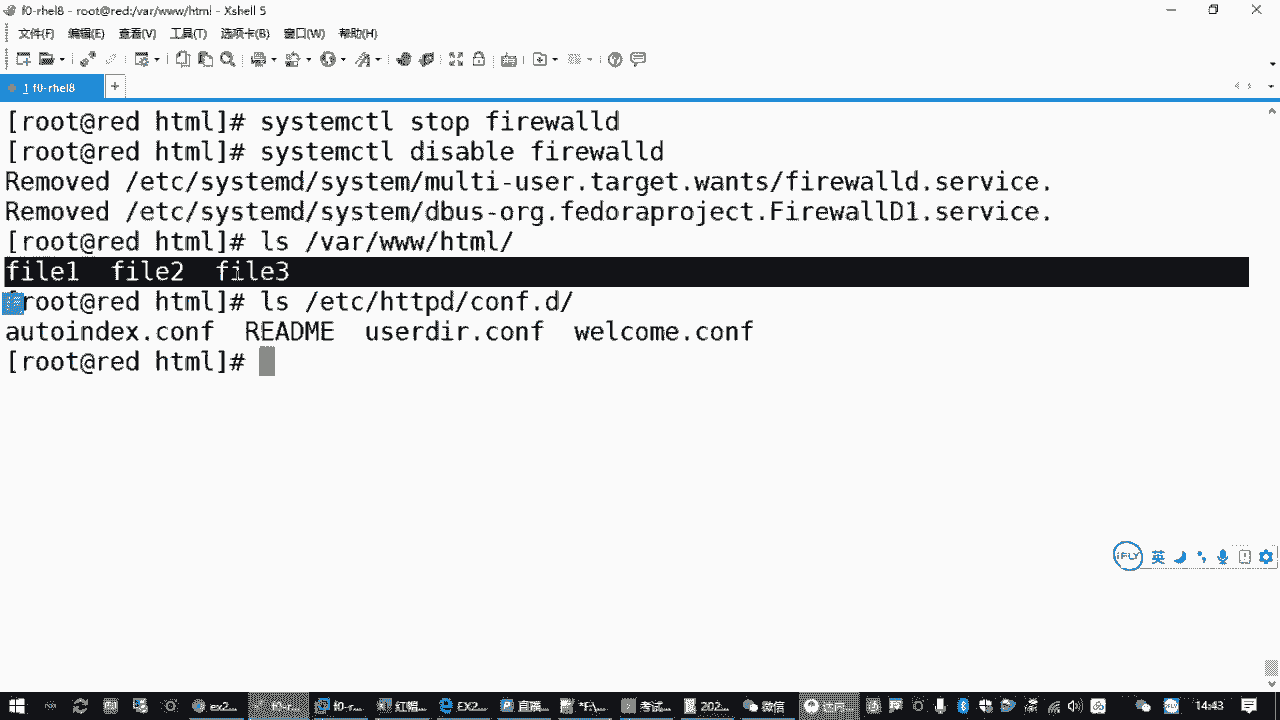 f0-rhel8 - root@red:/var/www/html - Xshell 5
文件(F) 编辑(E) 查看(V) 工具(T) 选项卡(B) 窗口(W) 帮助(H)
1 f0-rhel8
[root@red html]# systemctl stop firewalld
[root@red html]# systemctl disable firewalld
Removed /etc/systemd/system/multi-user.target.wants/firewalld.service.
Removed /etc/systemd/system/dbus-org.fedoraproject.FirewallD1.service.
[root@red html]# ls /var/www/html/
file1 file2 file3
[root@red html]# ls /etc/httpd/conf.d/
autoindex.conf README userdir.conf welcome.conf
[root@red html]#
iFLY 英
ex2... f0-r... f0-r... 红帽... EX2... 直播... 考试... 202... 微信 14:43